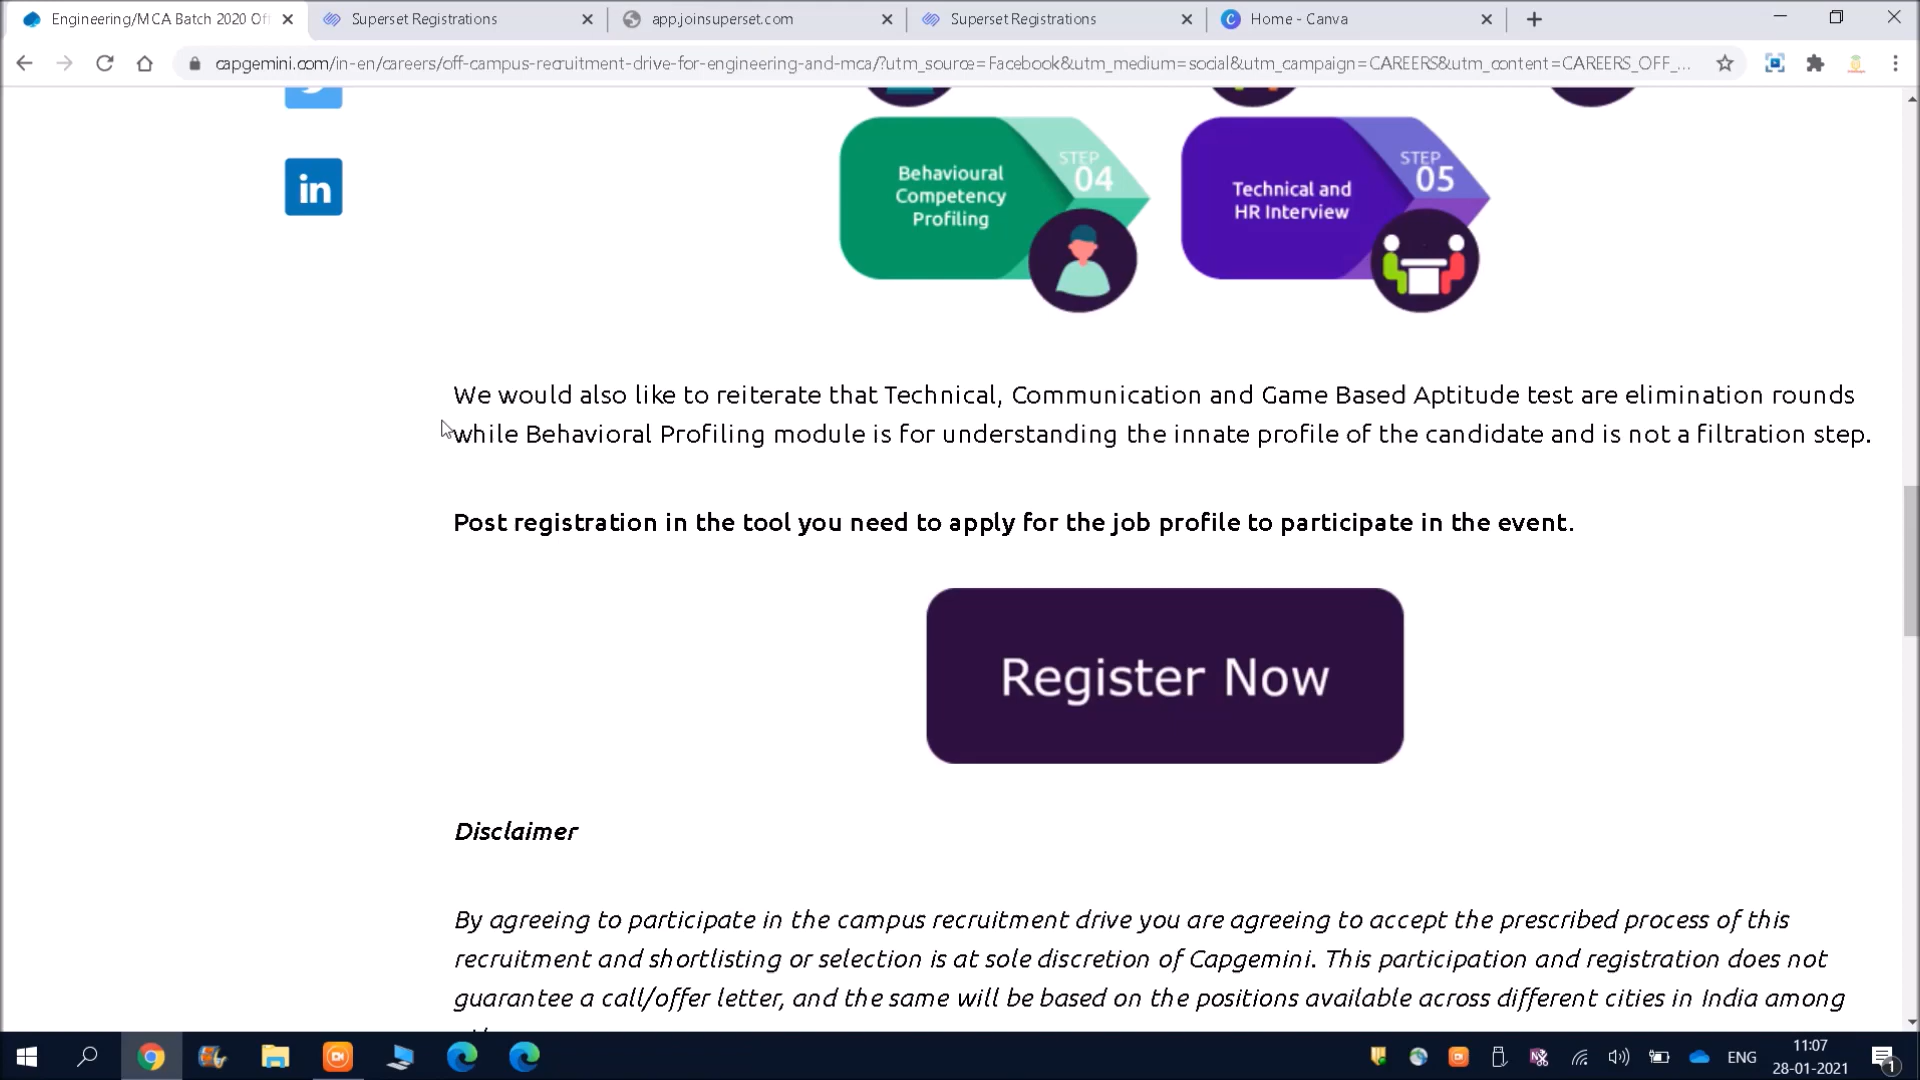 Engineering/MCA Batch 2020 Of
Superset Registrations
app.joinsuperset.com
Superset Registrations
Home - Canva
capgemini.com/in-en/careers/off-campus-recruitment-drive-for-engineering-and-mca/?utm_source=Facebook&utm_medium=social&utm_campaign=CAREERS&utm_content=CAREERS_OFF_...
in
Behavioural
Competency
Profiling
STEP
04
Technical and
HR Interview
STEP
05
We would also like to reiterate that Technical, Communication and Game Based Aptitude test are elimination rounds
while Behavioral Profiling module is for understanding the innate profile of the candidate and is not a filtration step.
Post registration in the tool you need to apply for the job profile to participate in the event.
Register Now
Disclaimer
By agreeing to participate in the campus recruitment drive you are agreeing to accept the prescribed process of this
recruitment and shortlisting or selection is at sole discretion of Capgemini. This participation and registration does not
guarantee a call/offer letter, and the same will be based on the positions available across different cities in India among
ENG
11:07
28-01-2021
1